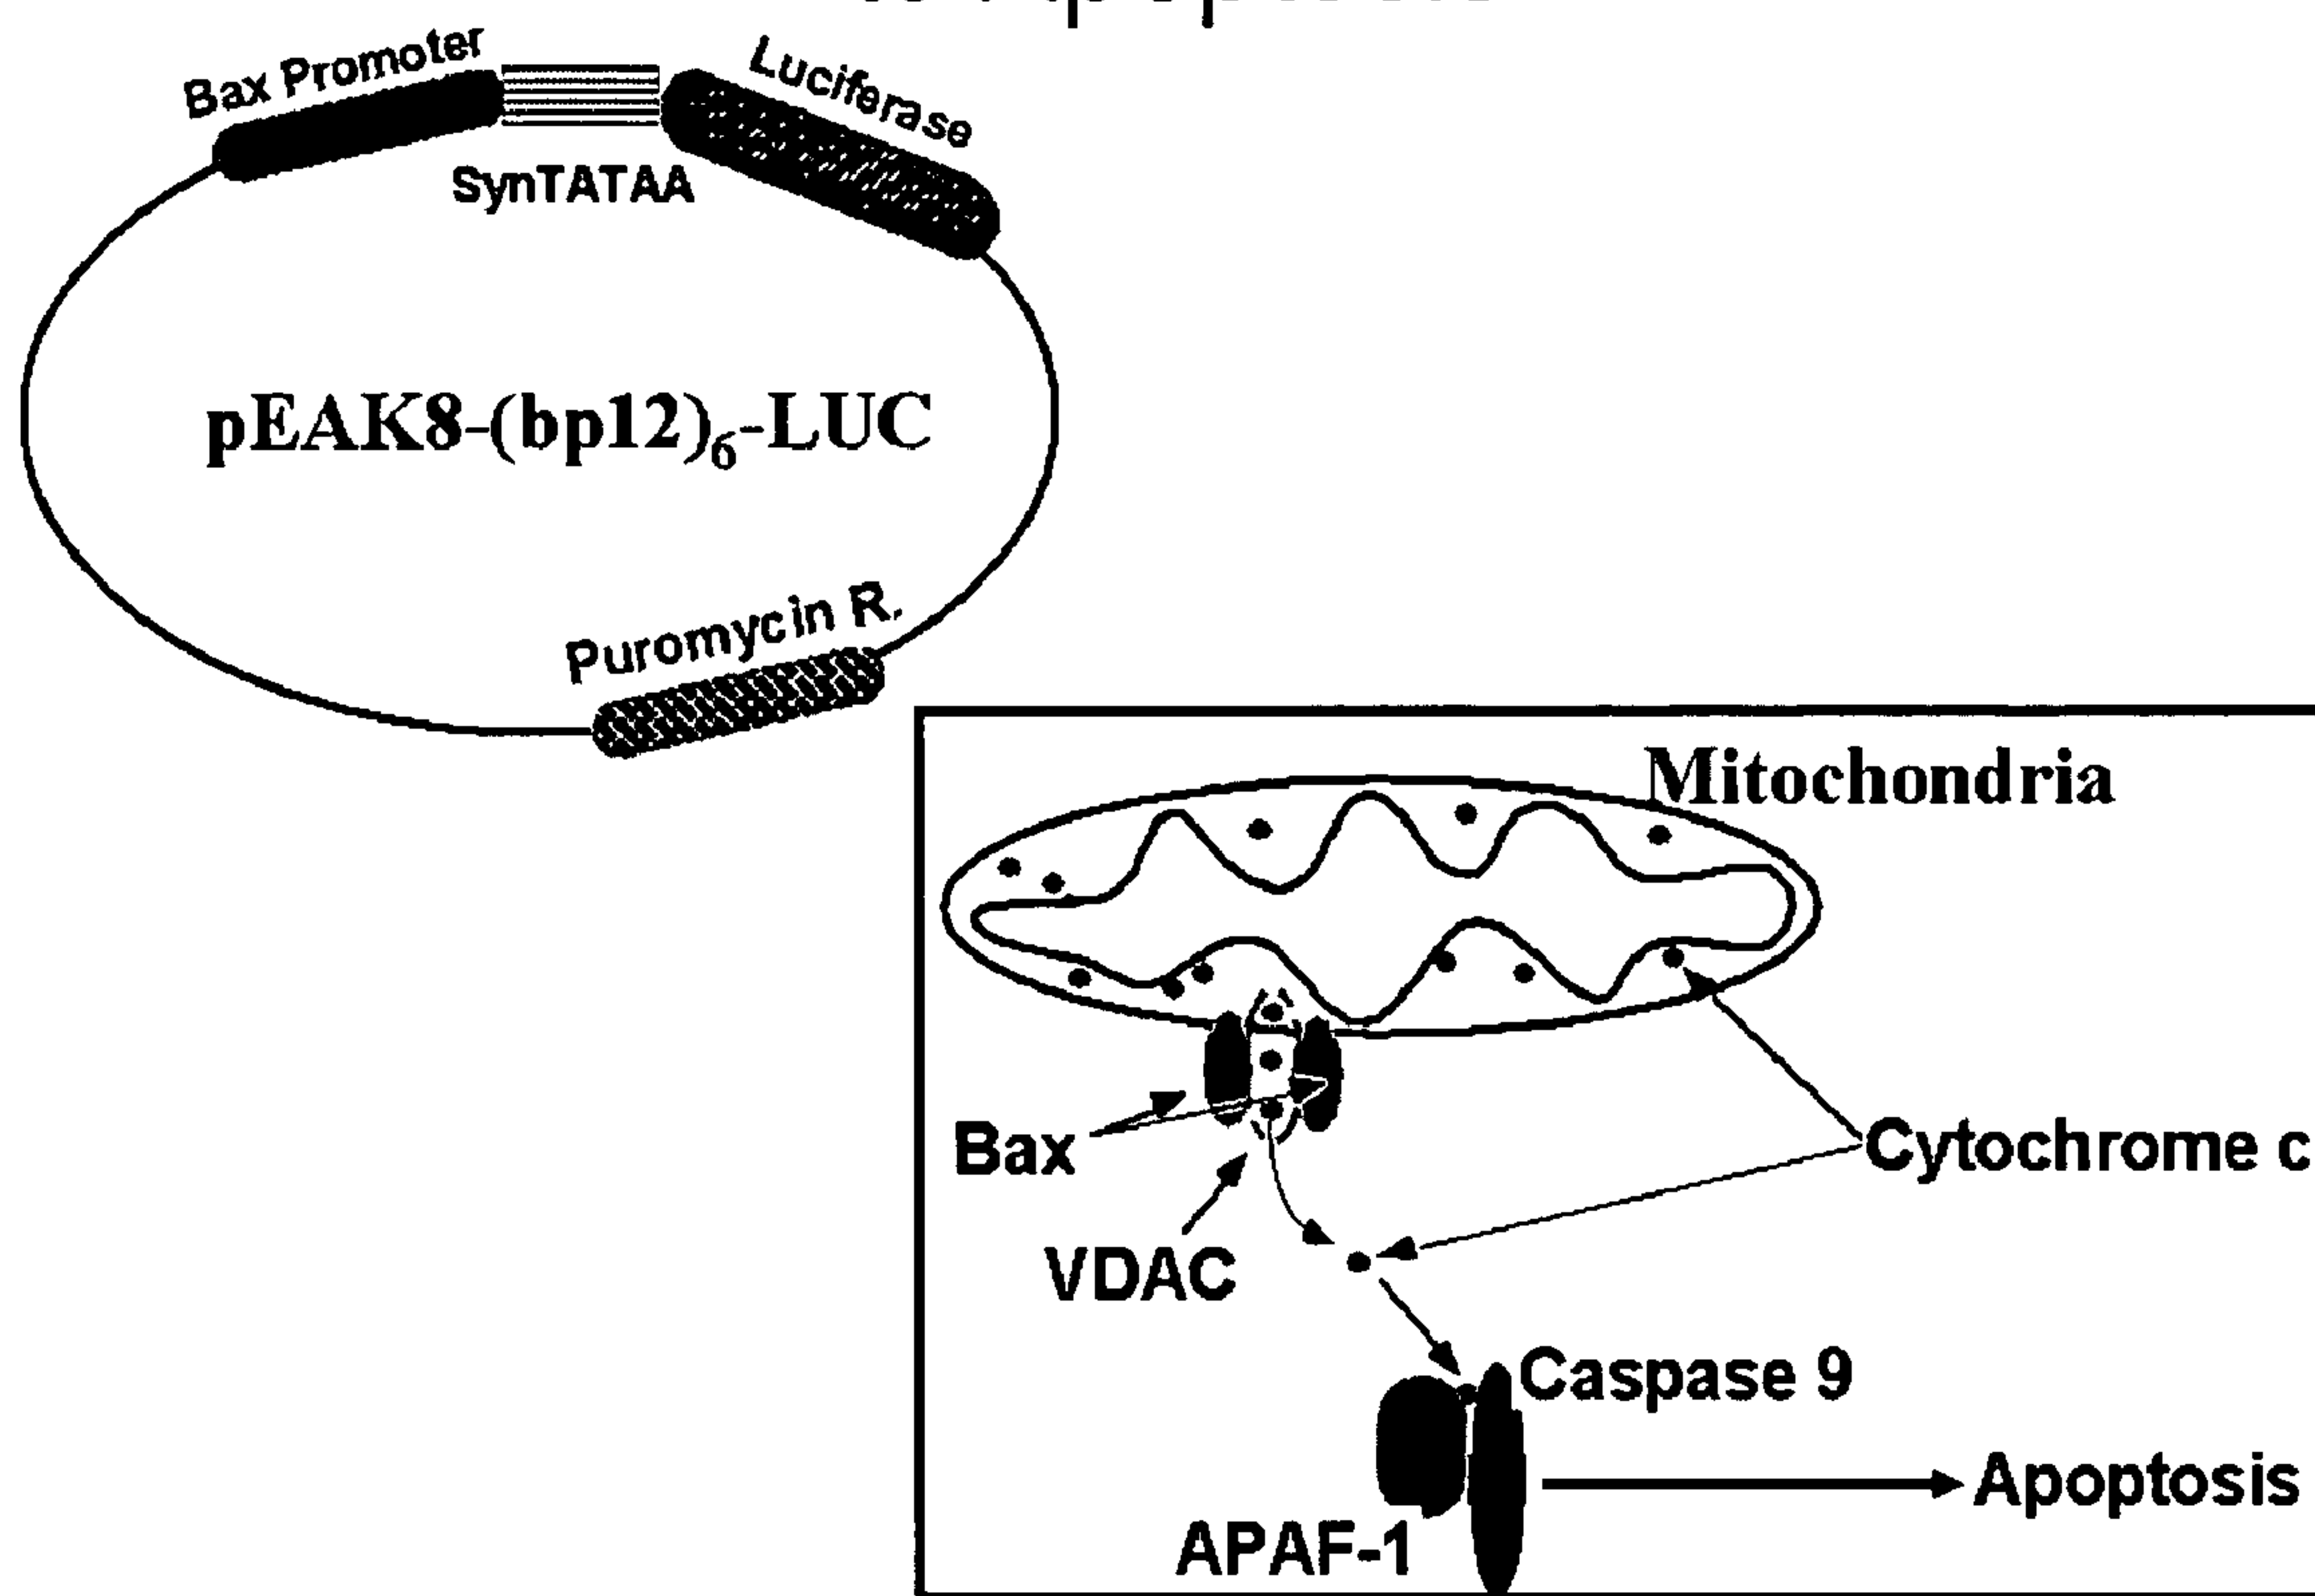 Bax Promoter
Luciferase
SynTATAA
pEAK8-(bp12)₆-LUC
Puromycin R.
Mitochondria
Bax
Cytochrome c
VDAC
Caspase 9
Apoptosis
APAF-1